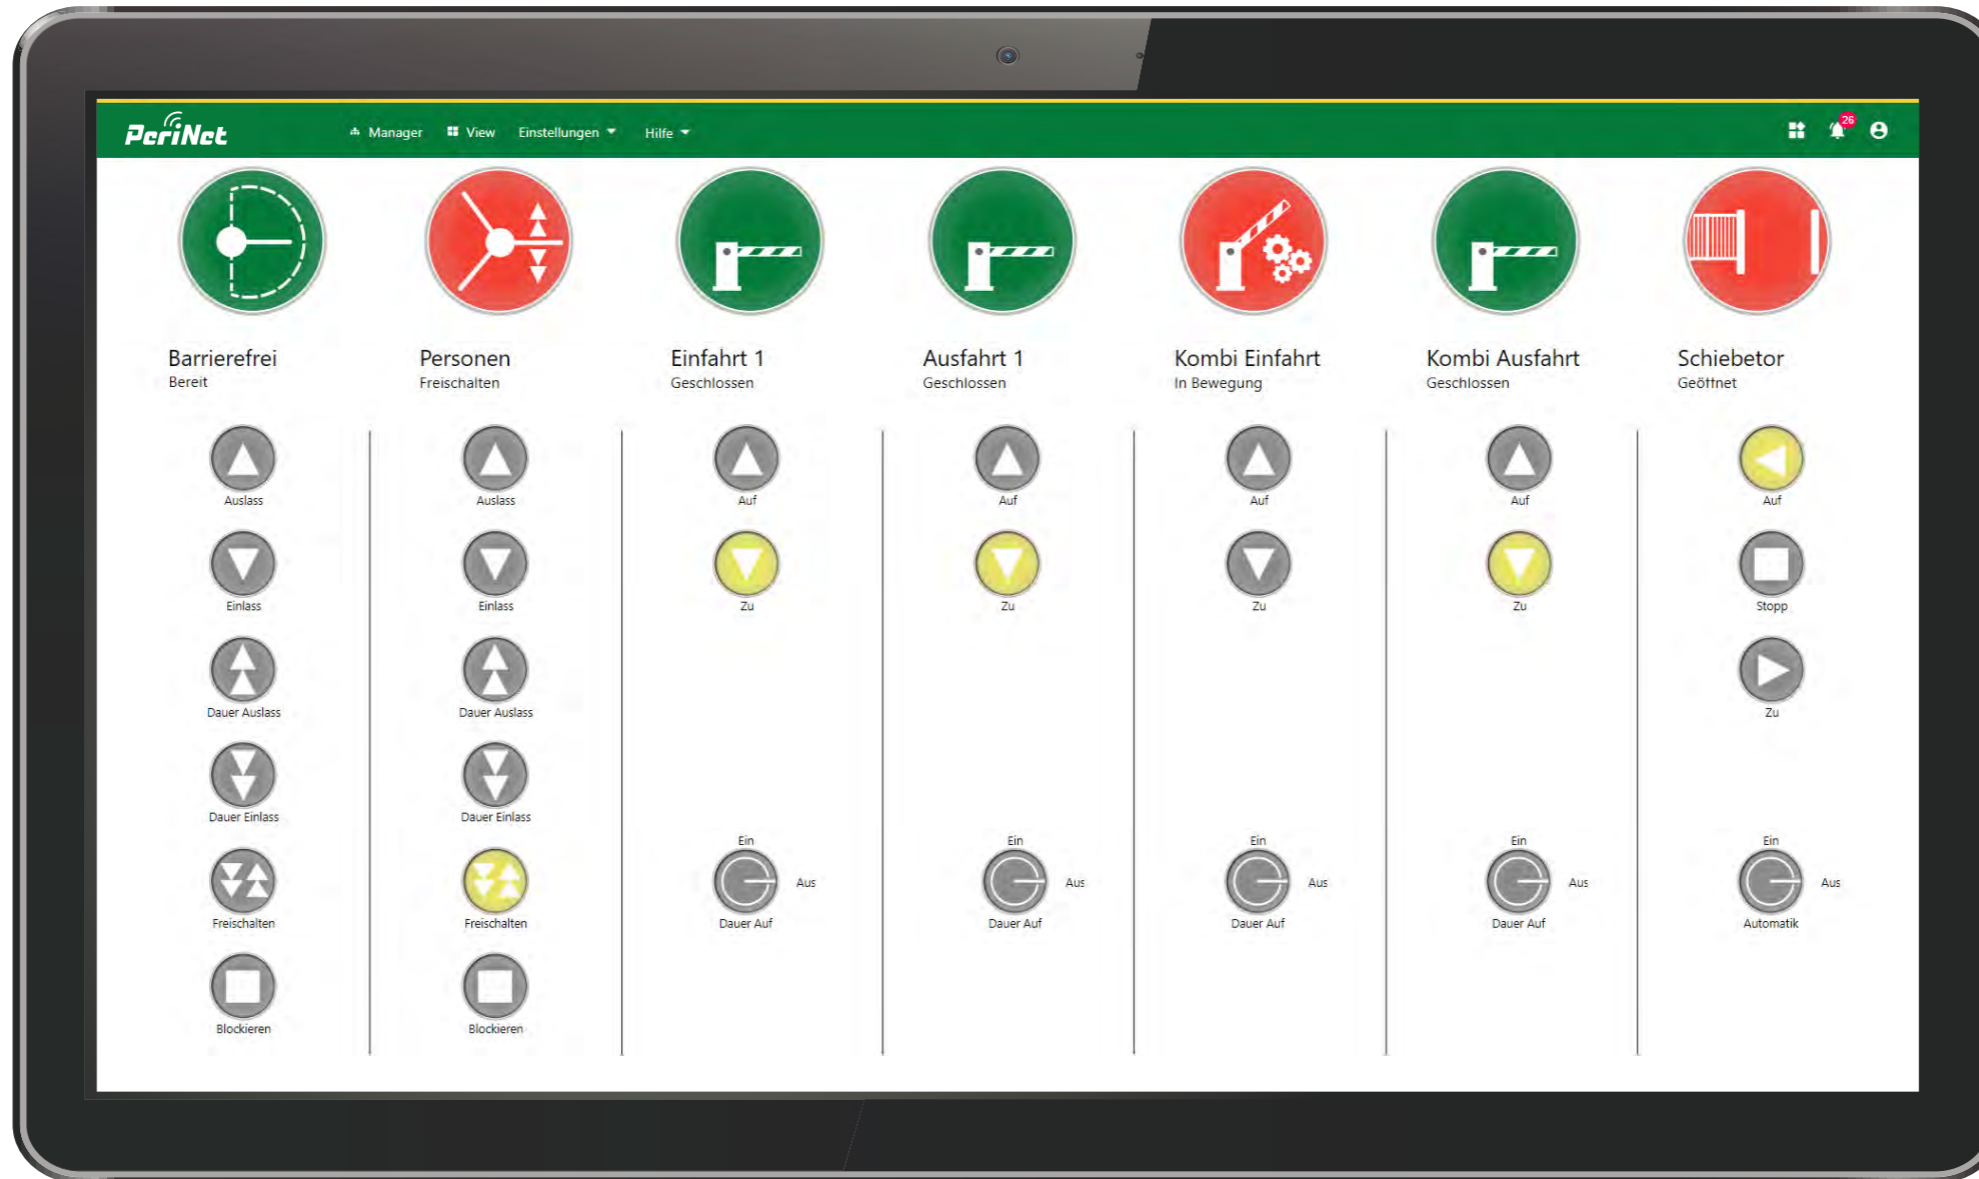 PeriNet
Manager View Einstellungen Hilfe
26
Barrierefrei
Bereit
Auslass
Einlass
Dauer Auslass
Dauer Einlass
Freischalten
Blockieren
Personen
Freischalten
Auslass
Einlass
Dauer Auslass
Dauer Einlass
Freischalten
Blockieren
Einfahrt 1
Geschlossen
Auf
Zu
Ein
Aus
Dauer Auf
Ausfahrt 1
Geschlossen
Auf
Zu
Ein
Aus
Dauer Auf
Kombi Einfahrt
In Bewegung
Auf
Zu
Ein
Aus
Dauer Auf
Kombi Ausfahrt
Geschlossen
Auf
Zu
Ein
Aus
Dauer Auf
Schiebetor
Geöffnet
Auf
Stopp
Zu
Ein
Aus
Automatik